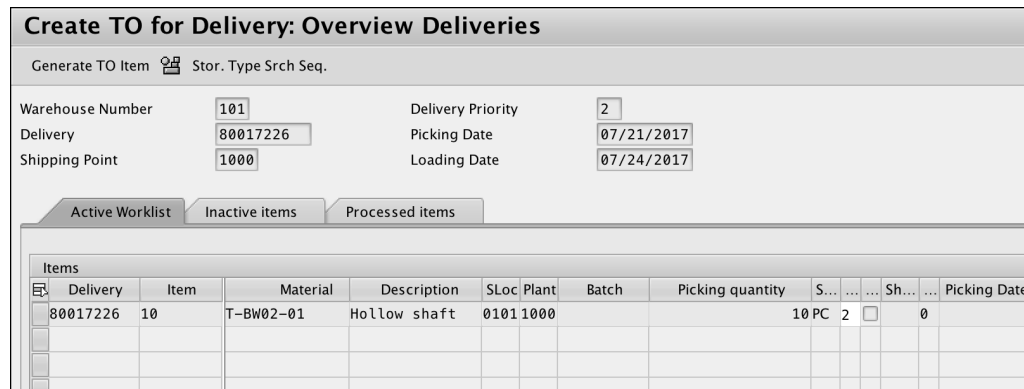 Create TO for Delivery: Overview Deliveries
Generate TO Item Stor. Type Srch Seq.
Warehouse Number 101 Delivery Priority 2
Delivery 80017226 Picking Date 07/21/2017
Shipping Point 1000 Loading Date 07/24/2017
Active Worklist Inactive items Processed items
Items
Delivery Item Material Description SLoc Plant Batch Picking quantity S... ... ... Sh... ... Picking Date
80017226 10 T-BW02-01 Hollow shaft 0101 1000 10 PC 2 0